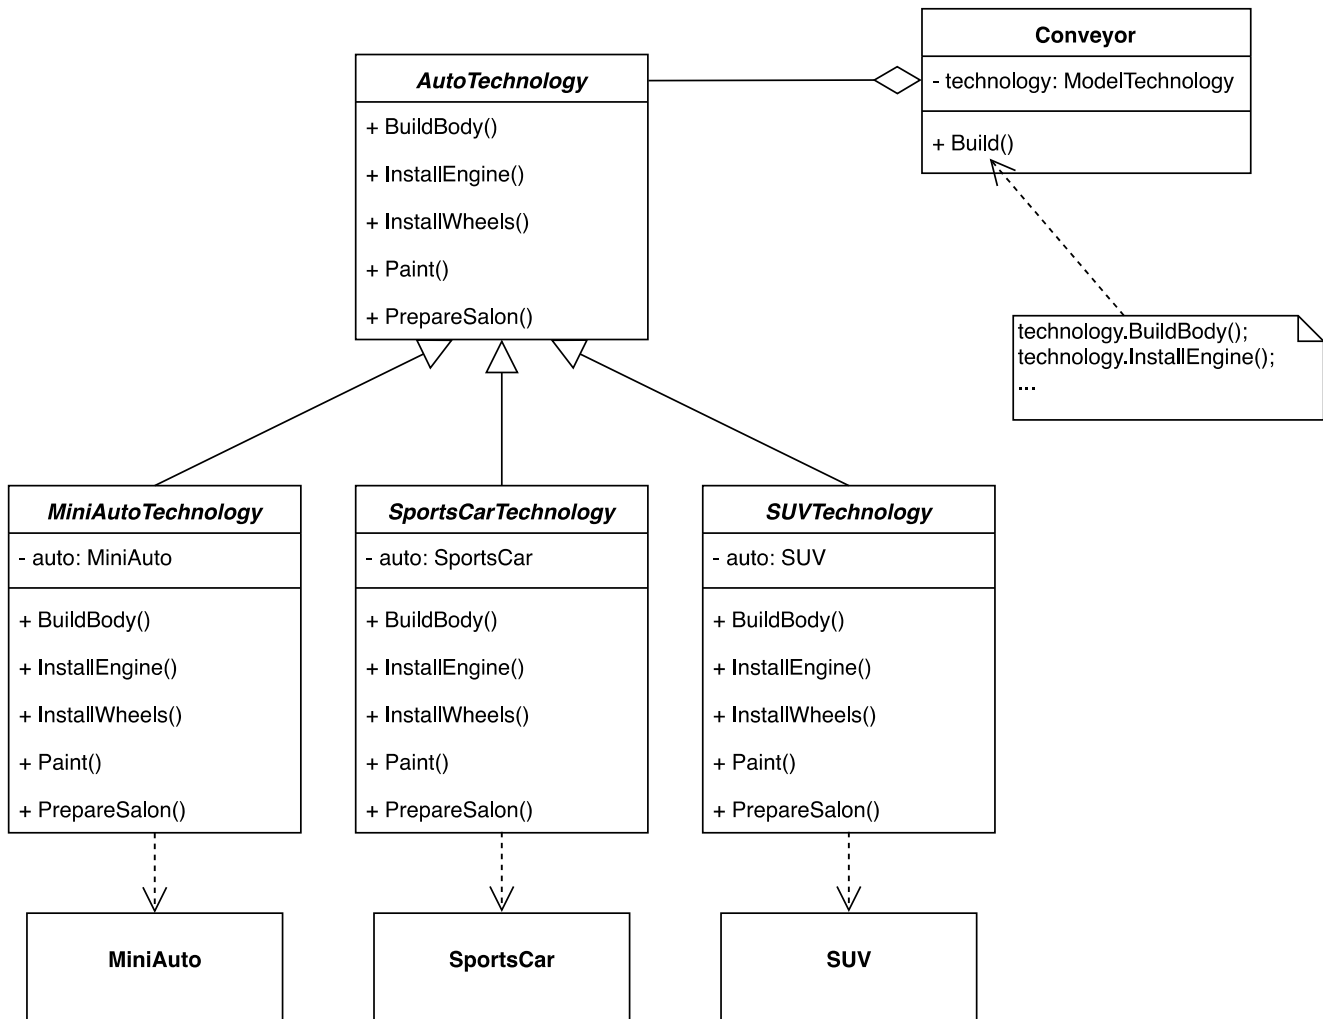 AutoTechnology
+ BuildBody()
+ InstallEngine()
+ InstallWheels()
+ Paint()
+ PrepareSalon()
Conveyor
- technology: ModelTechnology
+ Build()
technology.BuildBody();
technology.InstallEngine();
...
MiniAutoTechnology
- auto: MiniAuto
+ BuildBody()
+ InstallEngine()
+ InstallWheels()
+ Paint()
+ PrepareSalon()
SportsCarTechnology
- auto: SportsCar
+ BuildBody()
+ InstallEngine()
+ InstallWheels()
+ Paint()
+ PrepareSalon()
SUVTechnology
- auto: SUV
+ BuildBody()
+ InstallEngine()
+ InstallWheels()
+ Paint()
+ PrepareSalon()
MiniAuto
SportsCar
SUV